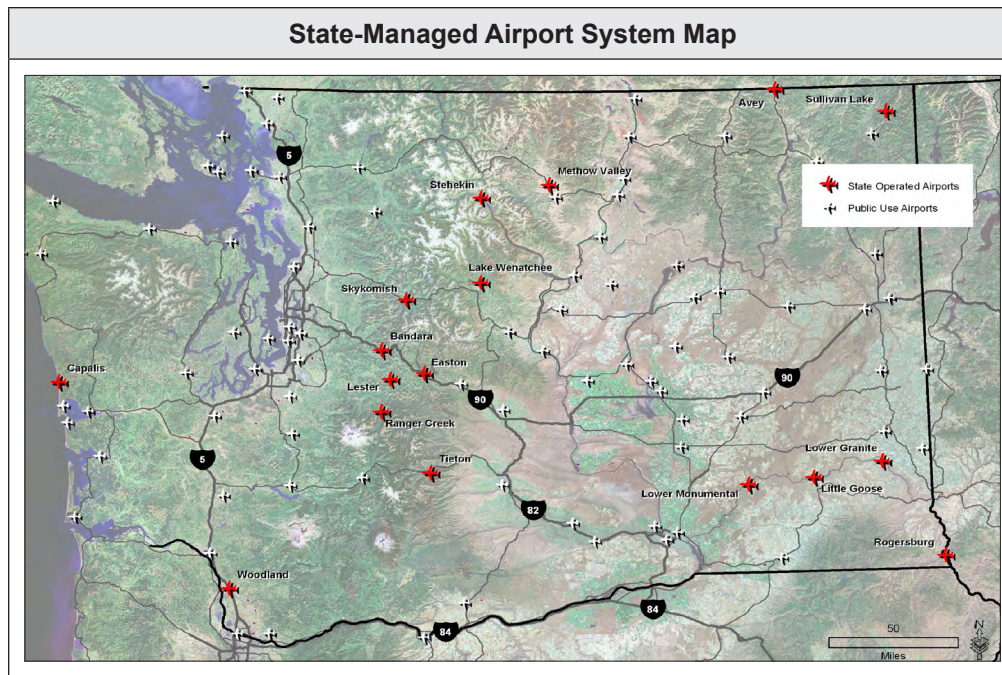 State-Managed Airport System Map
Avey
Sullivan Lake
5
Methow Valley
Stehekin
State Operated Airports
Public Use Airports
Lake Wenatchee
Skykomish
Bandara
Easton
Capalis
Lester
90
90
Ranger Creek
5
Tieton
Lower Granite
Lower Monumental
Little Goose
82
Rogersburg
Woodland
84
84
50
Miles
N